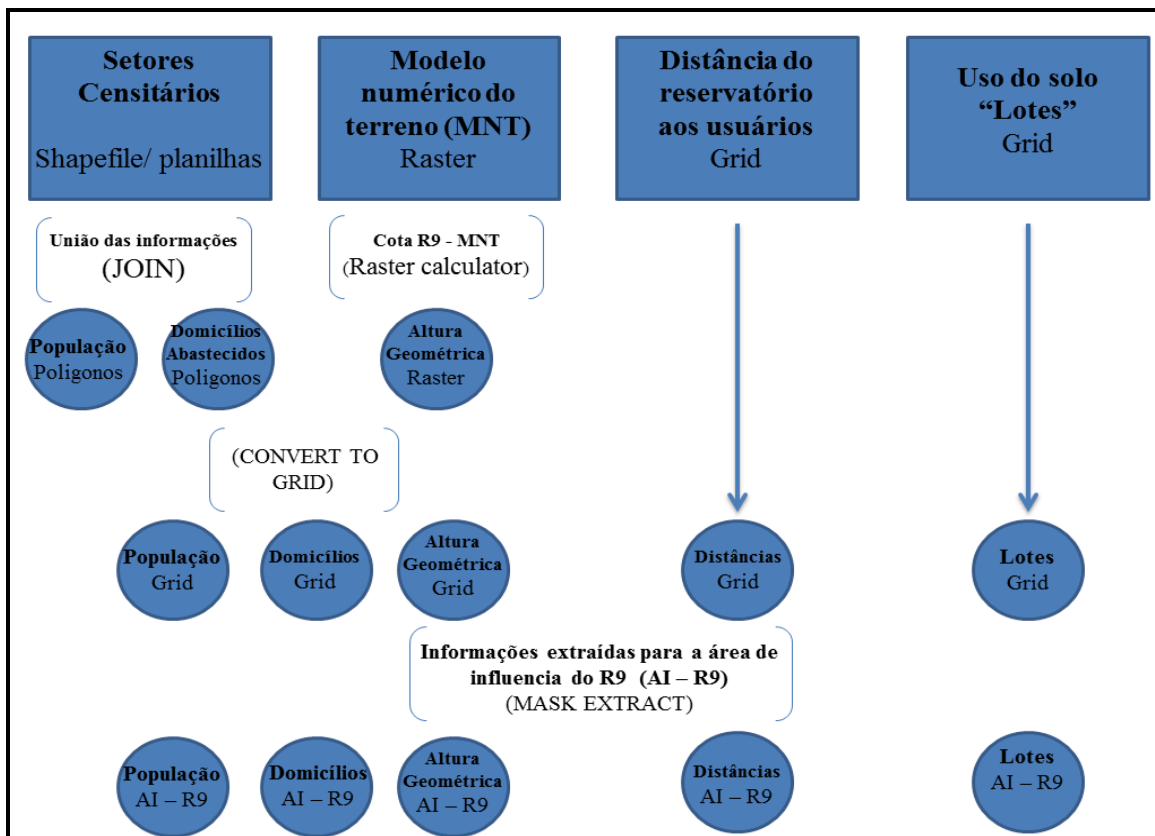 Setores
Censitários
Shapefile/ planilhas
Modelo
numérico do
terreno (MNT)
Raster
Distância do
reservatório
aos usuários
Grid
Uso do solo
“Lotes”
Grid
União das informações
(JOIN)
Cota R9 - MNT
(Raster calculator)
População
Poligonos
Domicílios
Abastecidos
Poligonos
Altura
Geométrica
Raster
(CONVERT TO
GRID)
População
Grid
Domicílios
Grid
Altura
Geométrica
Grid
Distâncias
Grid
Lotes
Grid
Informações extraídas para a área de
influencia do R9 (AI – R9)
(MASK EXTRACT)
População
AI – R9
Domicílios
AI – R9
Altura
Geométrica
AI – R9
Distâncias
AI – R9
Lotes
AI – R9